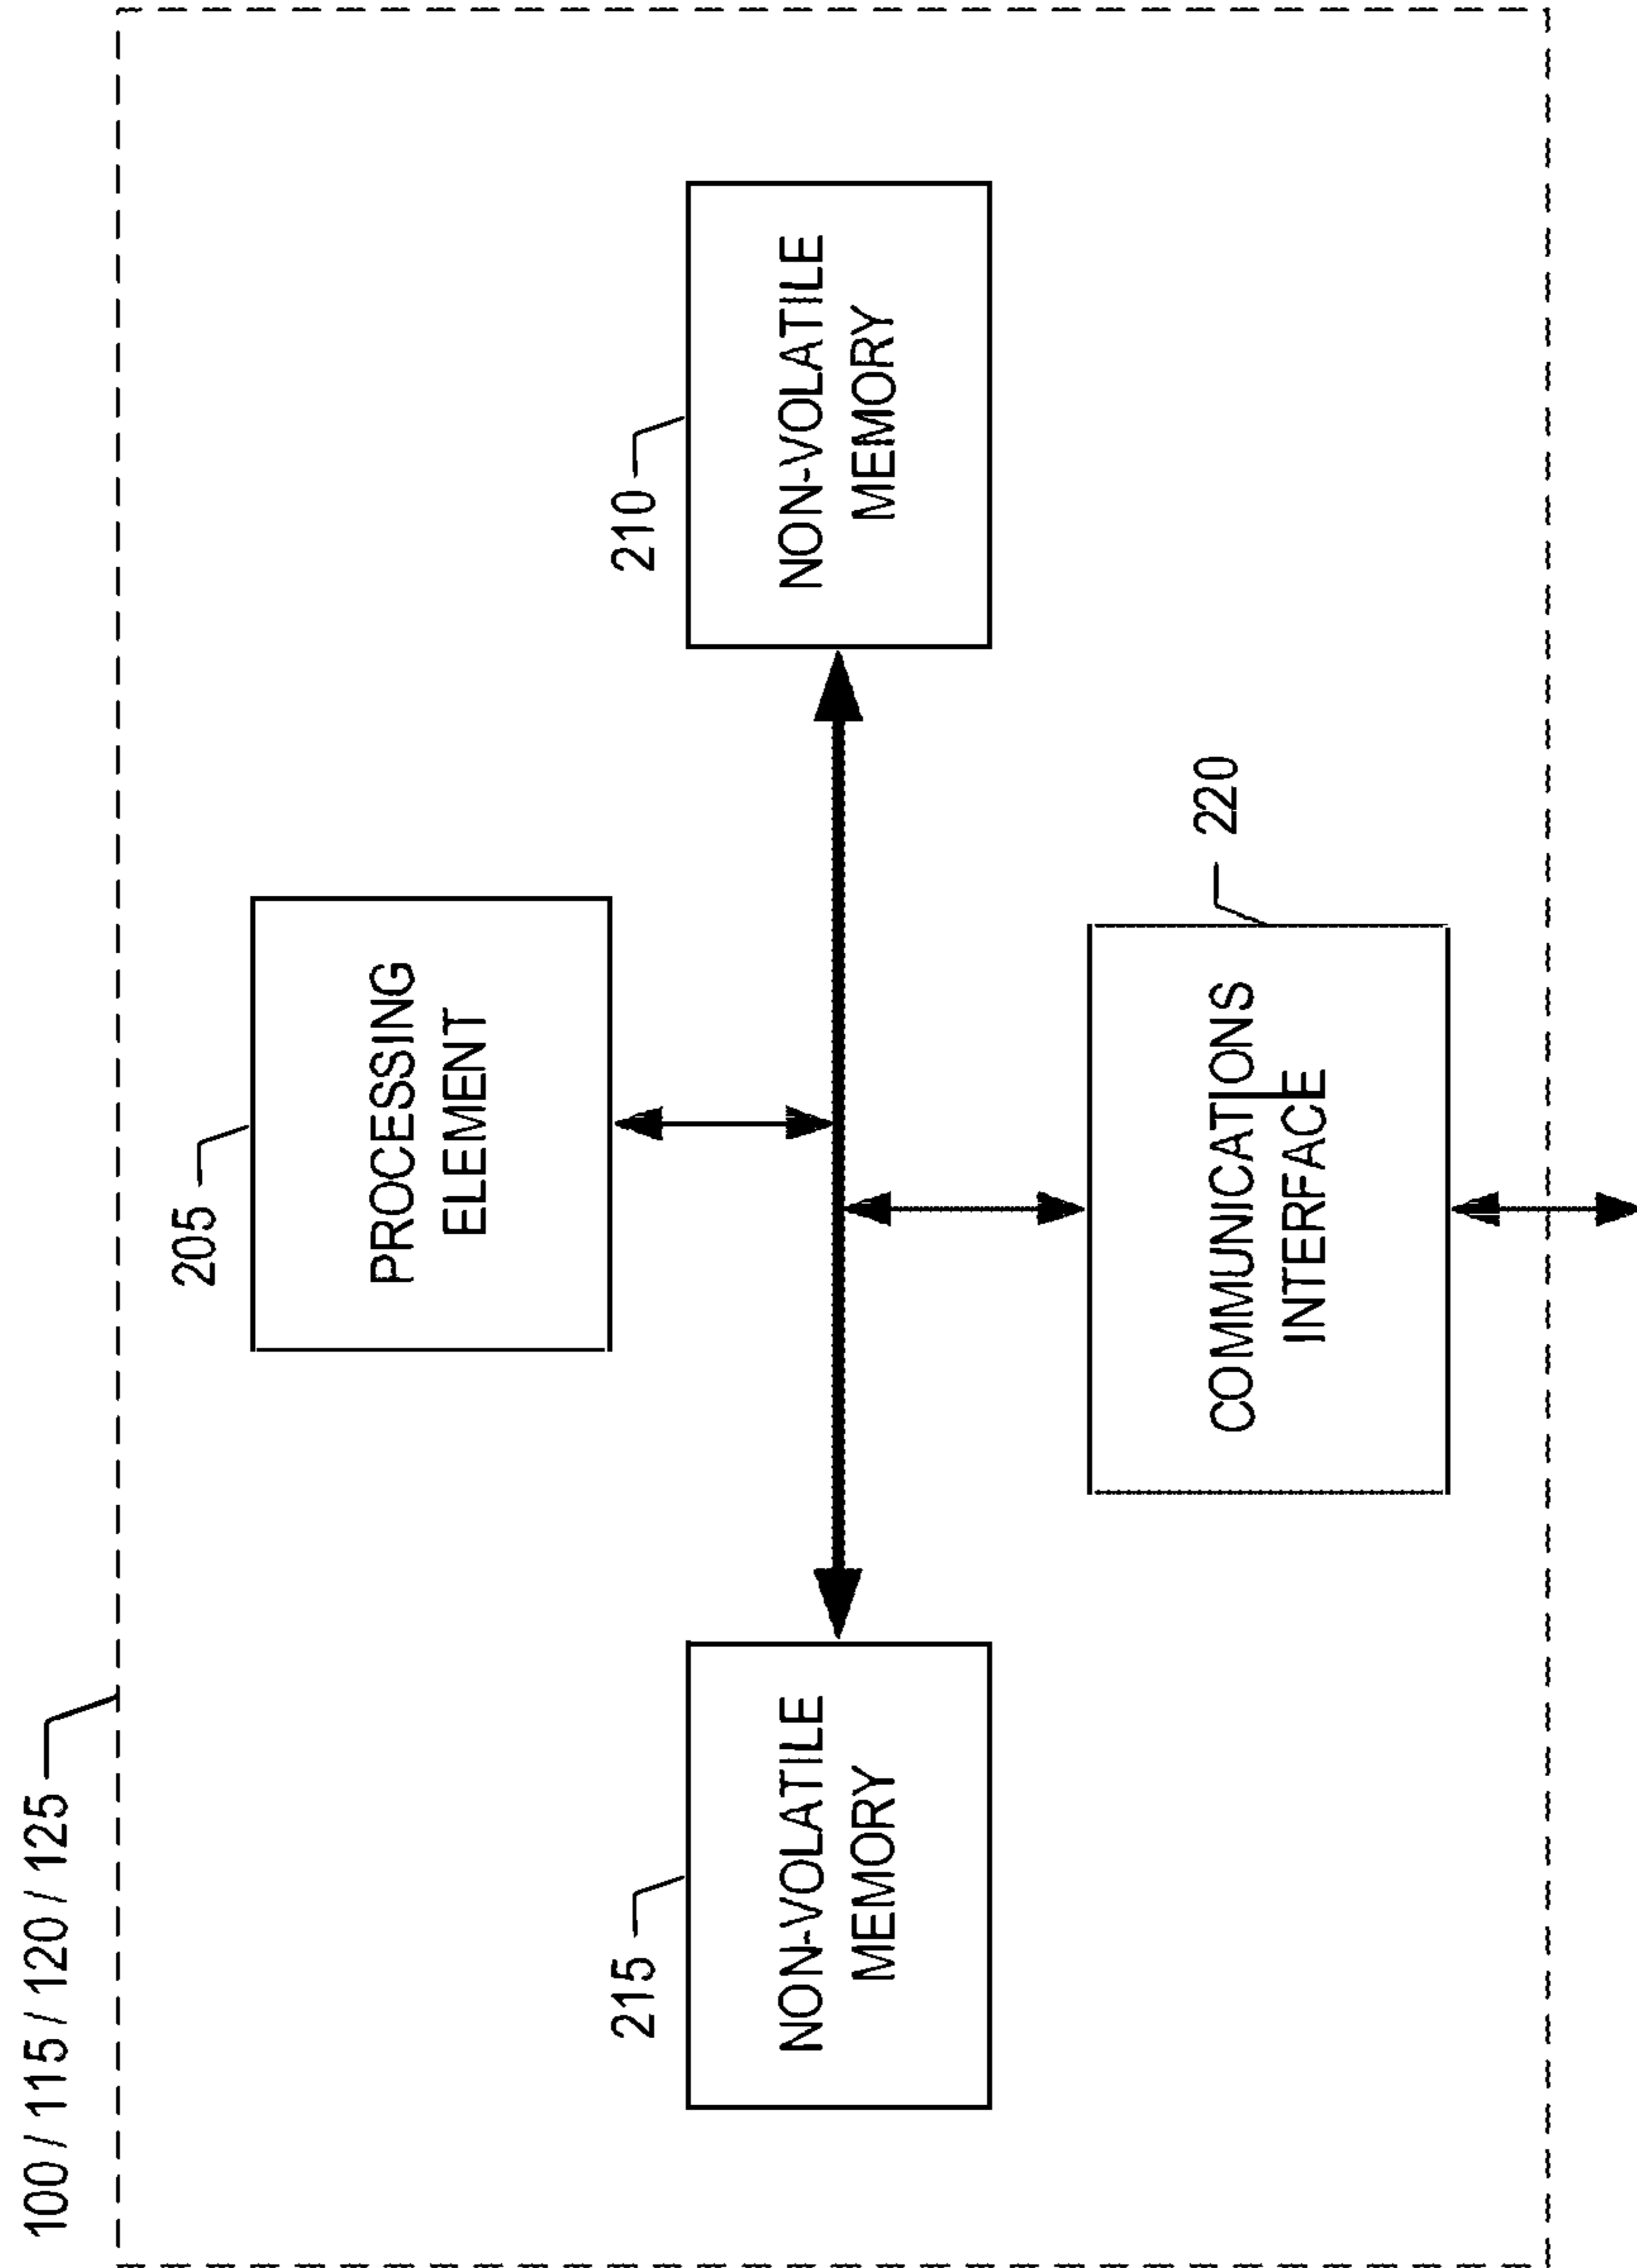 100 / 115 / 120 / 125
205
PROCESSING
ELEMENT
215
NON-VOLATILE
MEMORY
210
NON-VOLATILE
MEMORY
220
COMMUNICATIONS
INTERFACE